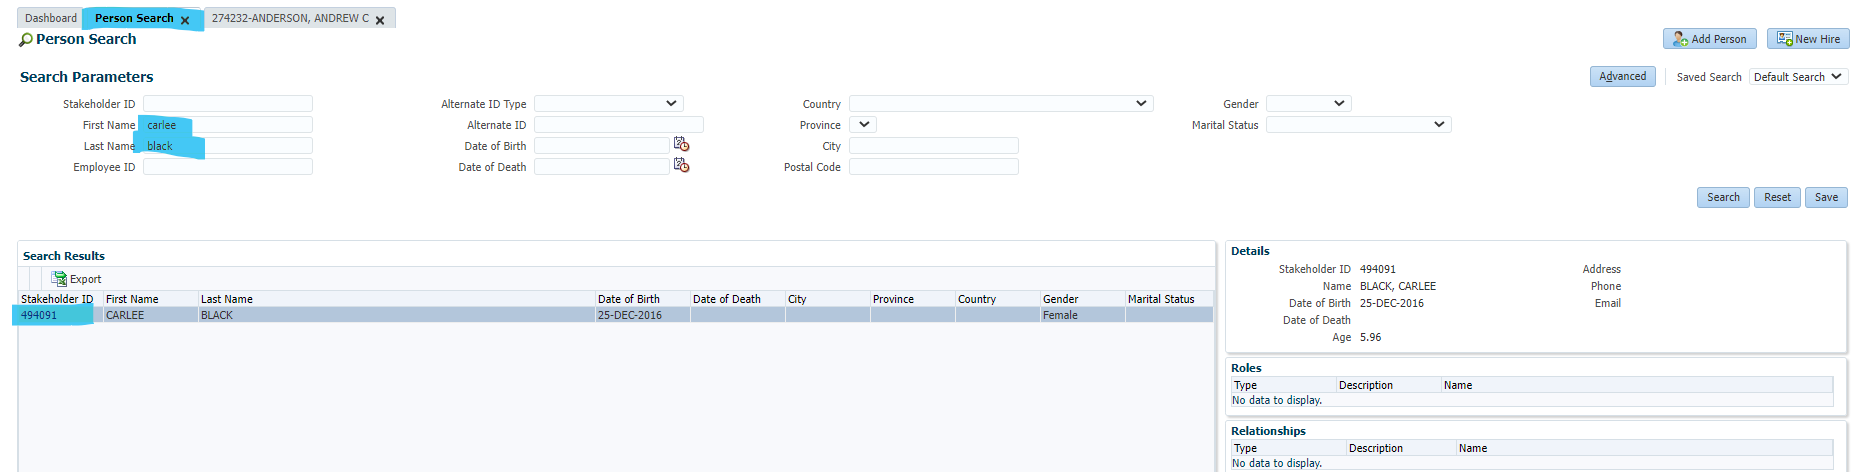 Dashboard Person Search 274232-ANDERSON, ANDREW C
Person Search Add Person New Hire
Search Parameters Advanced Saved Search Default Search
Stakeholder ID Alternate ID Type Country Gender
First Name carlee Alternate ID Province Marital Status
Last Name black Date of Birth City
Employee ID Date of Death Postal Code
Search Reset Save
Search Results
Export
Stakeholder ID First Name Last Name Date of Birth Date of Death City Province Country Gender Marital Status
494091 CARLEE BLACK 25-DEC-2016 Female
Details
Stakeholder ID 494091 Address
Name BLACK, CARLEE Phone
Date of Birth 25-DEC-2016 Email
Date of Death
Age 5.96
Roles
Type Description Name
No data to display.
Relationships
Type Description Name
No data to display.